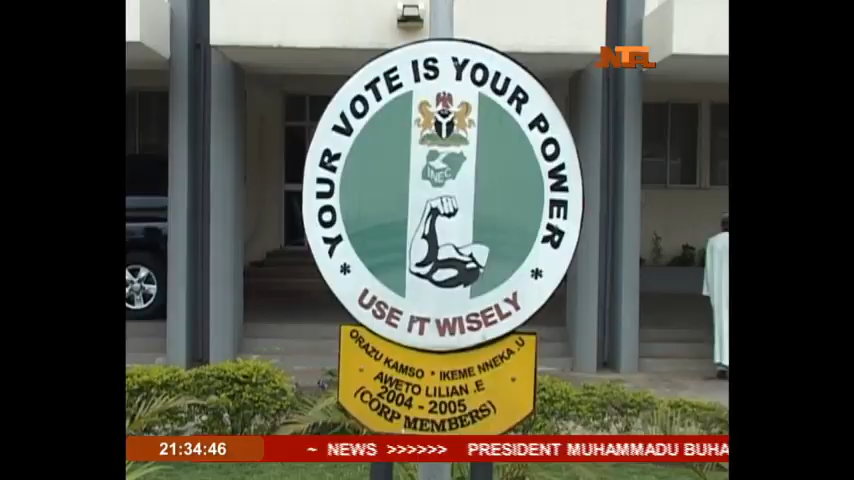 NTA
* YOUR VOTE IS YOUR POWER *
INEC
USE IT WISELY
ORAZU KAMSO * IKEME NNEKA .U
AWETO LILIAN .E
2004 - 2005
(CORP MEMBERS)
21:34:46 ~ NEWS >>>>>> PRESIDENT MUHAMMADU BUHA